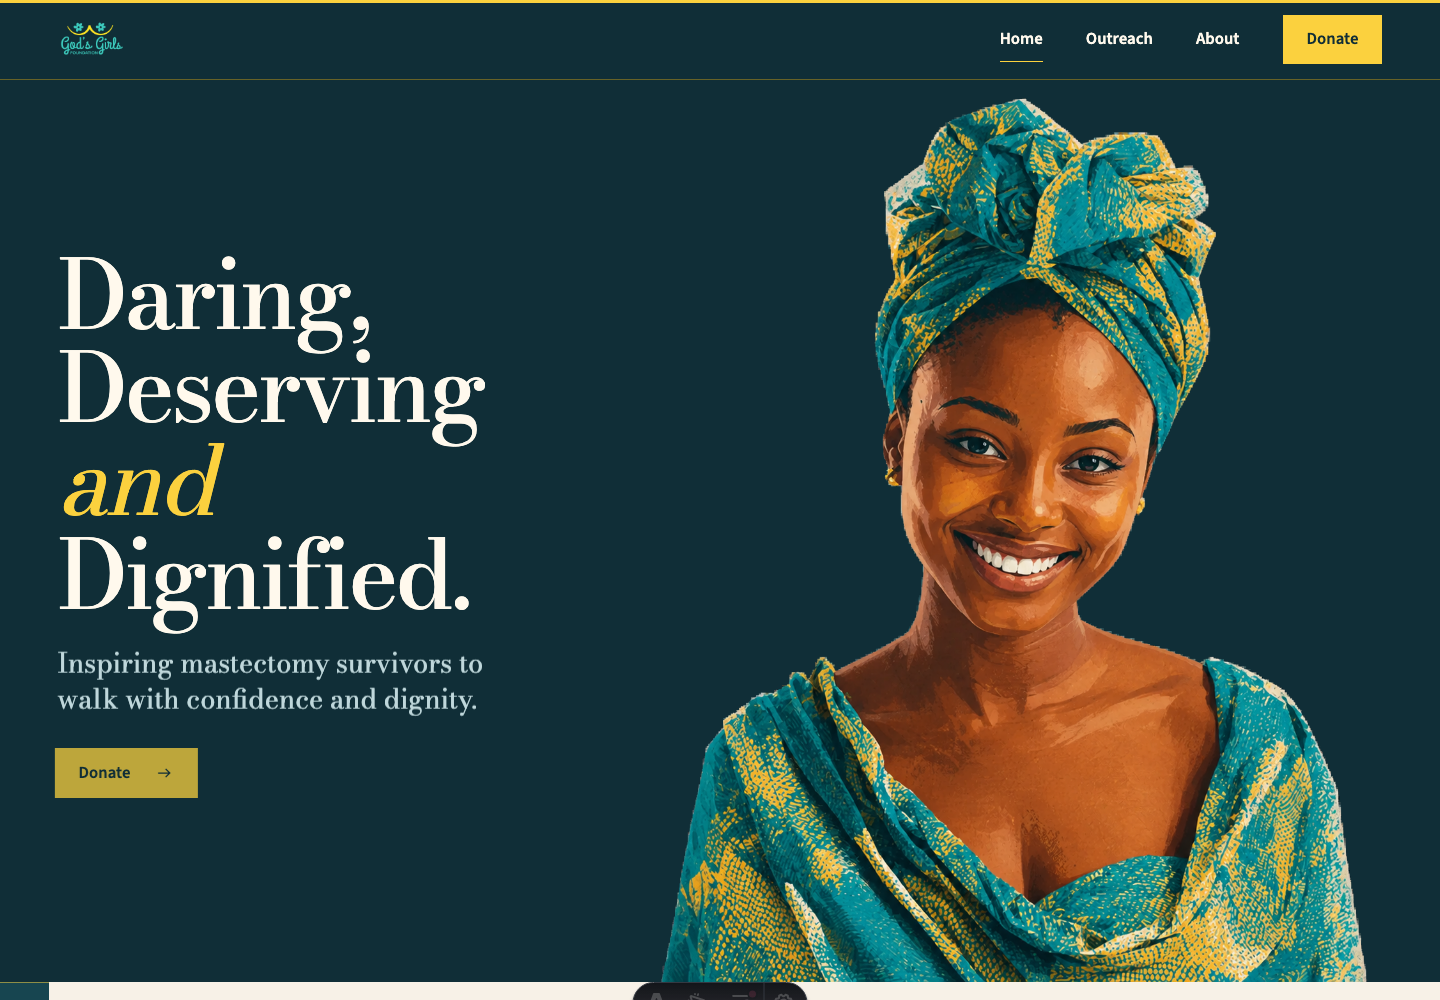 God's Girls
FOUNDATION
Home
Outreach
About
Donate
Daring,
Deserving
and
Dignified.
Inspiring mastectomy survivors to
walk with confidence and dignity.
Donate →